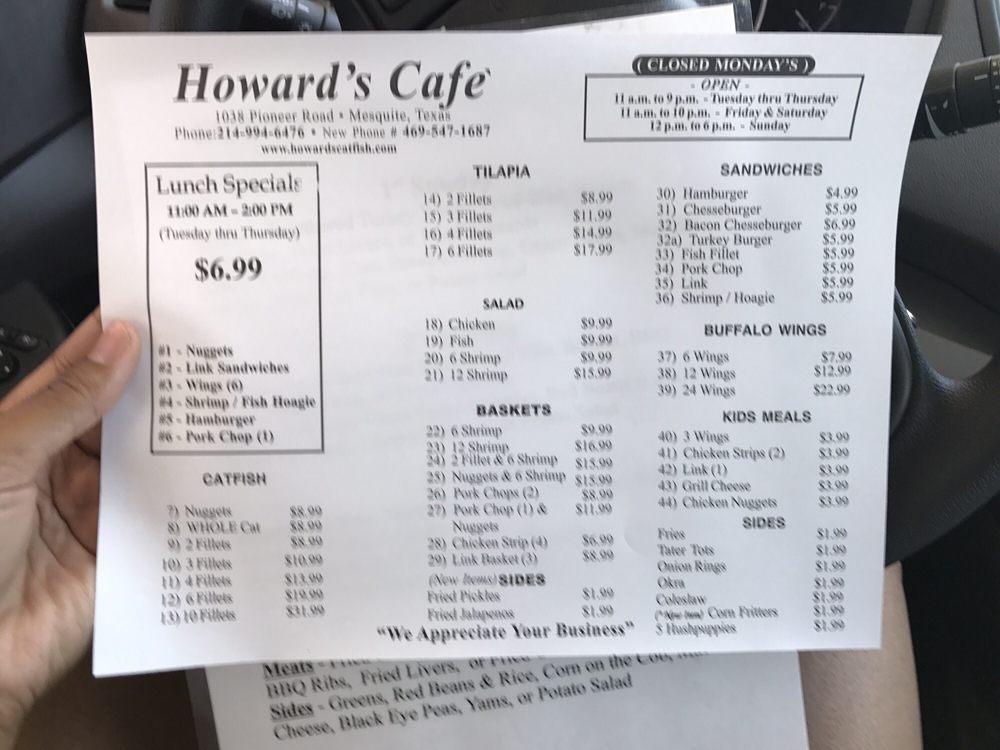 Howard's Cafè
1038 Pioneer Road • Mesquite, Texas
Phone:214-994-6476 • New Phone # 469-547-1687
www.howardscatfish.com
( CLOSED MONDAY'S )
- OPEN -
11 a.m. to 9 p.m. - Tuesday thru Thursday
11 a.m. to 10 p.m. - Friday & Saturday
12 p.m. to 6 p.m. - Sunday
Lunch Specials
11:00 AM - 2:00 PM
(Tuesday thru Thursday)
$6.99
#1 - Nuggets
#2 - Link Sandwiches
#3 - Wings (6)
#4 - Shrimp / Fish Hoagie
#5 - Hamburger
#6 - Pork Chop (1)
CATFISH
7) Nuggets $8.99
8) WHOLE Cat $8.99
9) 2 Fillets $8.99
10) 3 Fillets $10.99
11) 4 Fillets $13.99
12) 6 Fillets $19.99
13) 10 Fillets $31.99
TILAPIA
14) 2 Fillets $8.99
15) 3 Fillets $11.99
16) 4 Fillets $14.99
17) 6 Fillets $17.99
SALAD
18) Chicken $9.99
19) Fish $9.99
20) 6 Shrimp $9.99
21) 12 Shrimp $15.99
BASKETS
22) 6 Shrimp $9.99
23) 12 Shrimp $16.99
24) 2 Fillet & 6 Shrimp $15.99
25) Nuggets & 6 Shrimp $15.99
26) Pork Chops (2) $8.99
27) Pork Chop (1) & $11.99
Nuggets
28) Chicken Strip (4) $6.99
29) Link Basket (3) $8.99
(New Items) SIDES
Fried Pickles $1.99
Fried Jalapenos $1.99
SANDWICHES
30) Hamburger $4.99
31) Chesseburger $5.99
32) Bacon Chesseburger $6.99
32a) Turkey Burger $5.99
33) Fish Fillet $5.99
34) Pork Chop $5.99
35) Link $5.99
36) Shrimp / Hoagie $5.99
BUFFALO WINGS
37) 6 Wings $7.99
38) 12 Wings $12.99
39) 24 Wings $22.99
KIDS MEALS
40) 3 Wings $3.99
41) Chicken Strips (2) $3.99
42) Link (1) $3.99
43) Grill Cheese $3.99
44) Chicken Nuggets $3.99
SIDES
Fries $1.99
Tater Tots $1.99
Onion Rings $1.99
Okra $1.99
Coleslaw $1.99
(*New Item) Corn Fritters $1.99
5 Hushpuppies $1.99
"We Appreciate Your Business"
Meats - Fried
BBQ Ribs, Fried Livers, or Fried
Sides - Greens, Red Beans & Rice, Corn on the Cob,
Cheese, Black Eye Peas, Yams, or Potato Salad